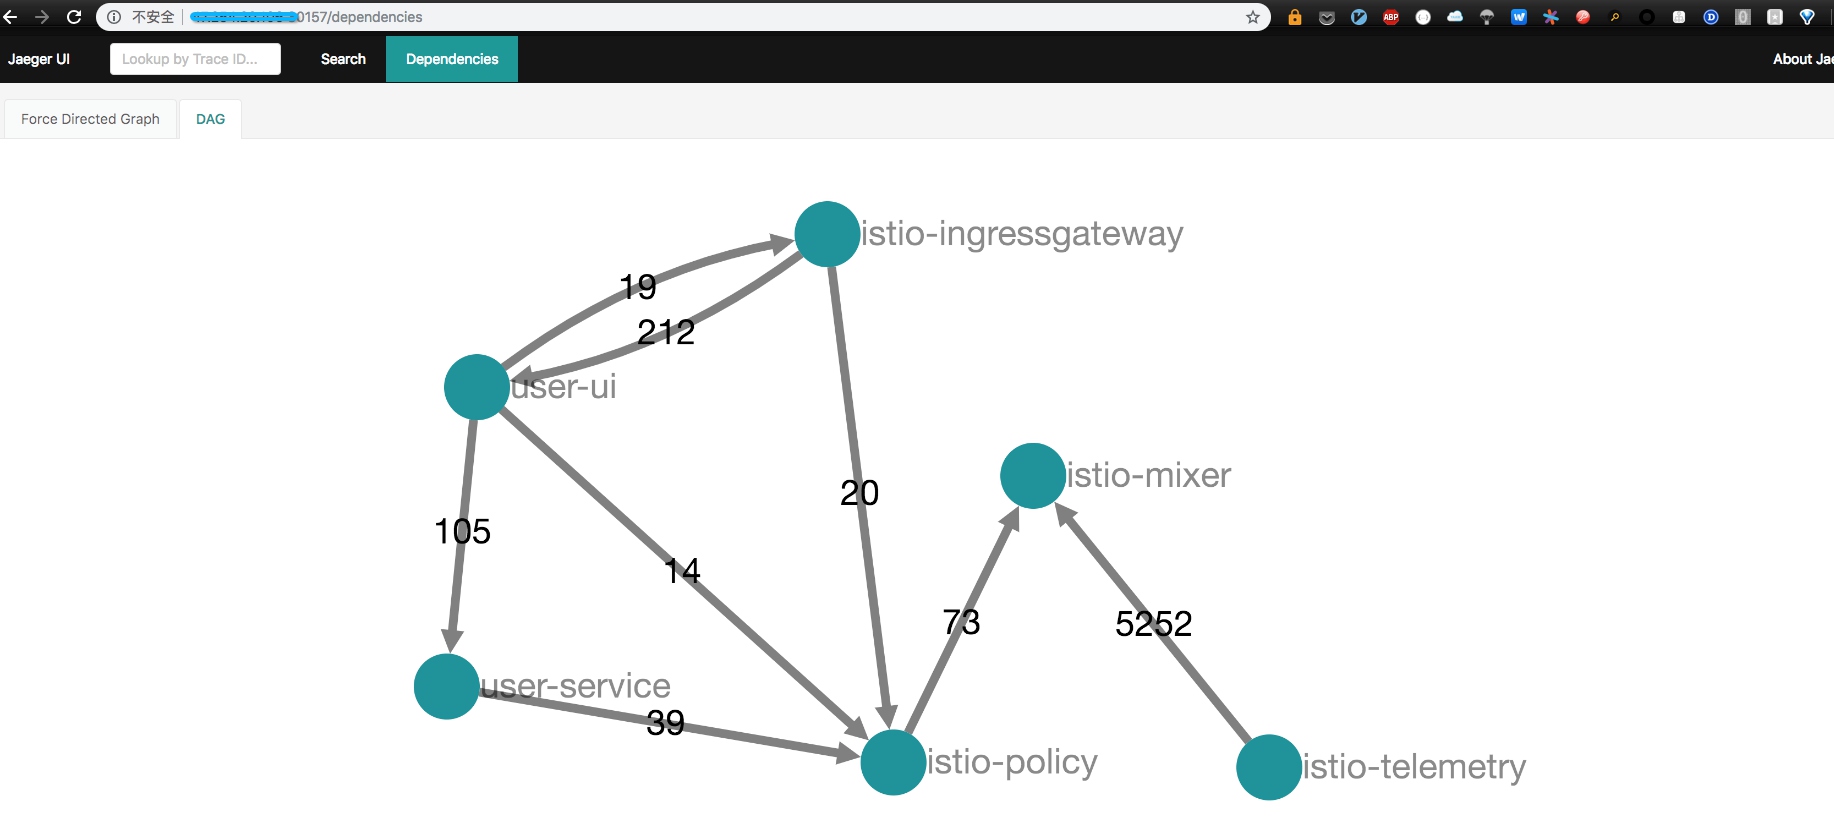 不安全 0157/dependencies
Jaeger UI Lookup by Trace ID... Search Dependencies About Jae
Force Directed Graph DAG
istio-ingressgateway
19
212
user-ui
istio-mixer
20
105
14
73
5252
user-service
39
istio-policy
istio-telemetry